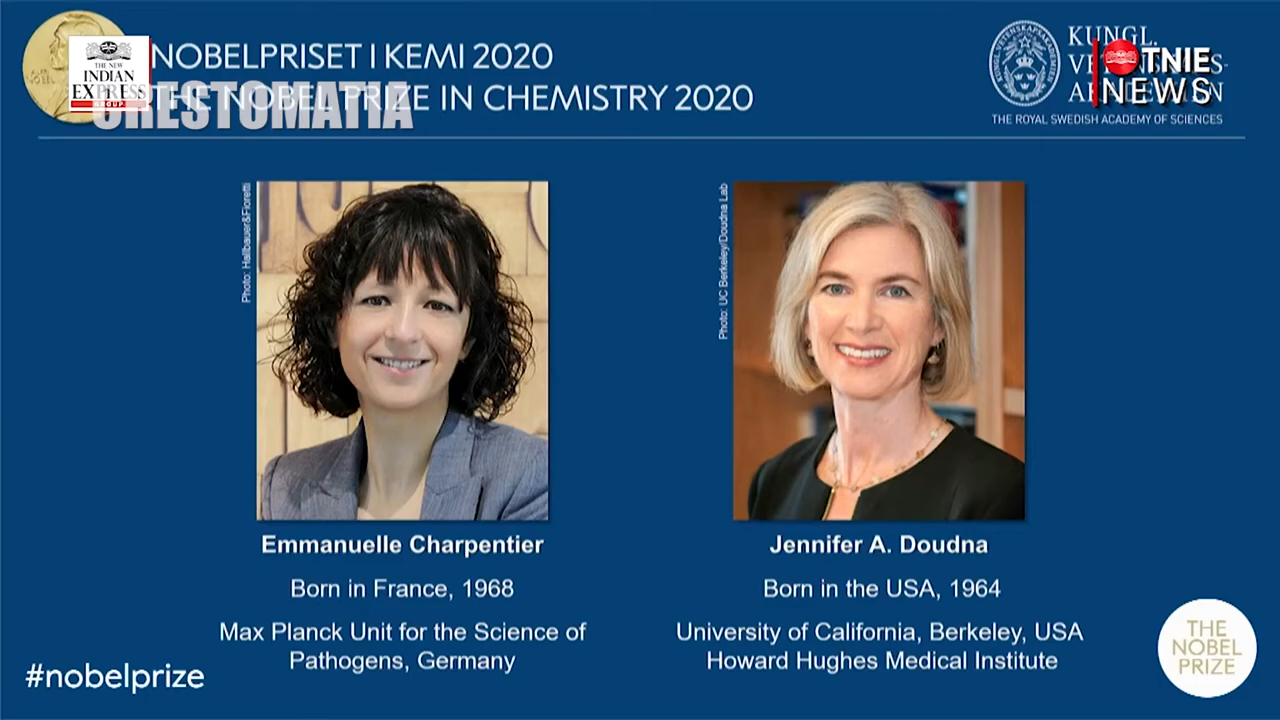 NOBELPRISET I KEMI 2020
THE NOBEL PRIZE IN CHEMISTRY 2020
THE NEW
INDIAN
EXPRESS
GROUP
CRESTOMATIA
KUNGL.
THE ROYAL SWEDISH ACADEMY OF SCIENCES
TNIE
NEWS
Photo: Hallbauer&Fioretti
Photo: UC Berkeley/Doudna Lab
Emmanuelle Charpentier
Born in France, 1968
Max Planck Unit for the Science of
Pathogens, Germany
Jennifer A. Doudna
Born in the USA, 1964
University of California, Berkeley, USA
Howard Hughes Medical Institute
#nobelprize
THE
NOBEL
PRIZE